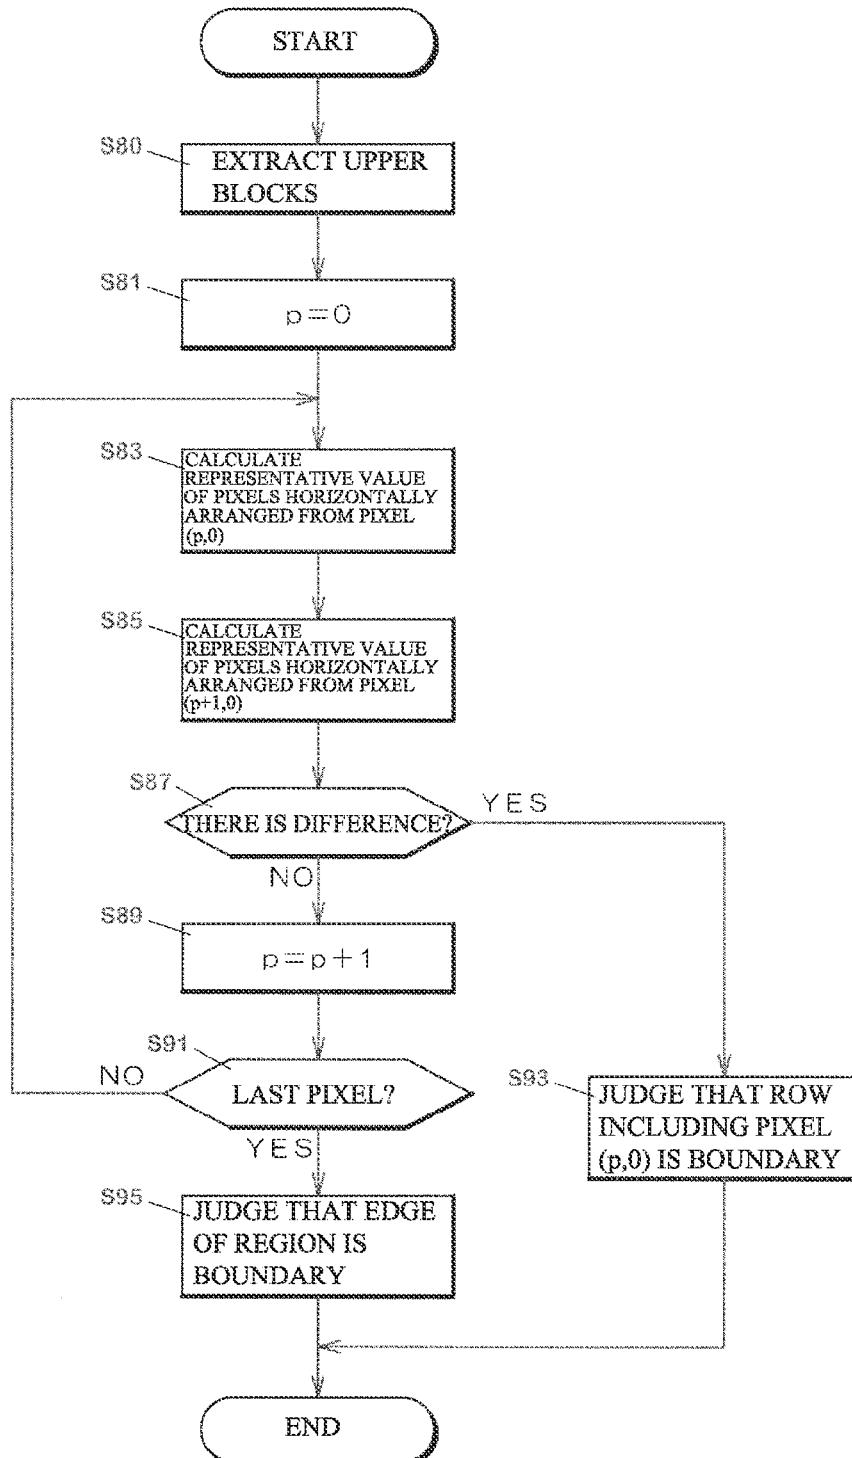 START
S80
EXTRACT UPPER
BLOCKS
S81
p=0
S83
CALCULATE
REPRESENTATIVE VALUE
OF PIXELS HORIZONTALLY
ARRANGED FROM PIXEL
(p,0)
S85
CALCULATE
REPRESENTATIVE VALUE
OF PIXELS HORIZONTALLY
ARRANGED FROM PIXEL
(p+1,0)
S87
THERE IS DIFFERENCE?
YES
NO
S89
p=p+1
S91
LAST PIXEL?
NO
YES
S93
JUDGE THAT ROW
INCLUDING PIXEL
(p,0) IS BOUNDARY
S95
JUDGE THAT EDGE
OF REGION IS
BOUNDARY
END